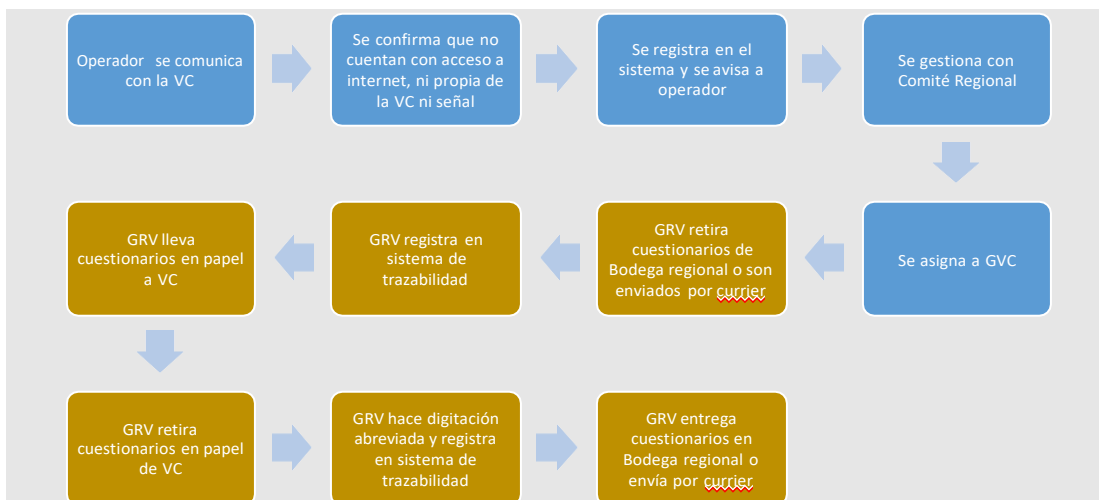 Operador se comunica
con la VC
Se confirma que no
cuentan con acceso a
internet, ni propia de
la VC ni señal
Se registra en el
sistema y se avisa a
operador
Se gestiona con
Comité Regional
Se asigna a GVC
GRV retira
cuestionarios de
Bodega regional o son
enviados por currier
GRV registra en
sistema de
trazabilidad
GRV lleva
cuestionarios en papel
a VC
GRV retira
cuestionarios en papel
de VC
GRV hace digitación
abreviada y registra
en sistema de
trazabilidad
GRV entrega
cuestionarios en
Bodega regional o
envía por currier